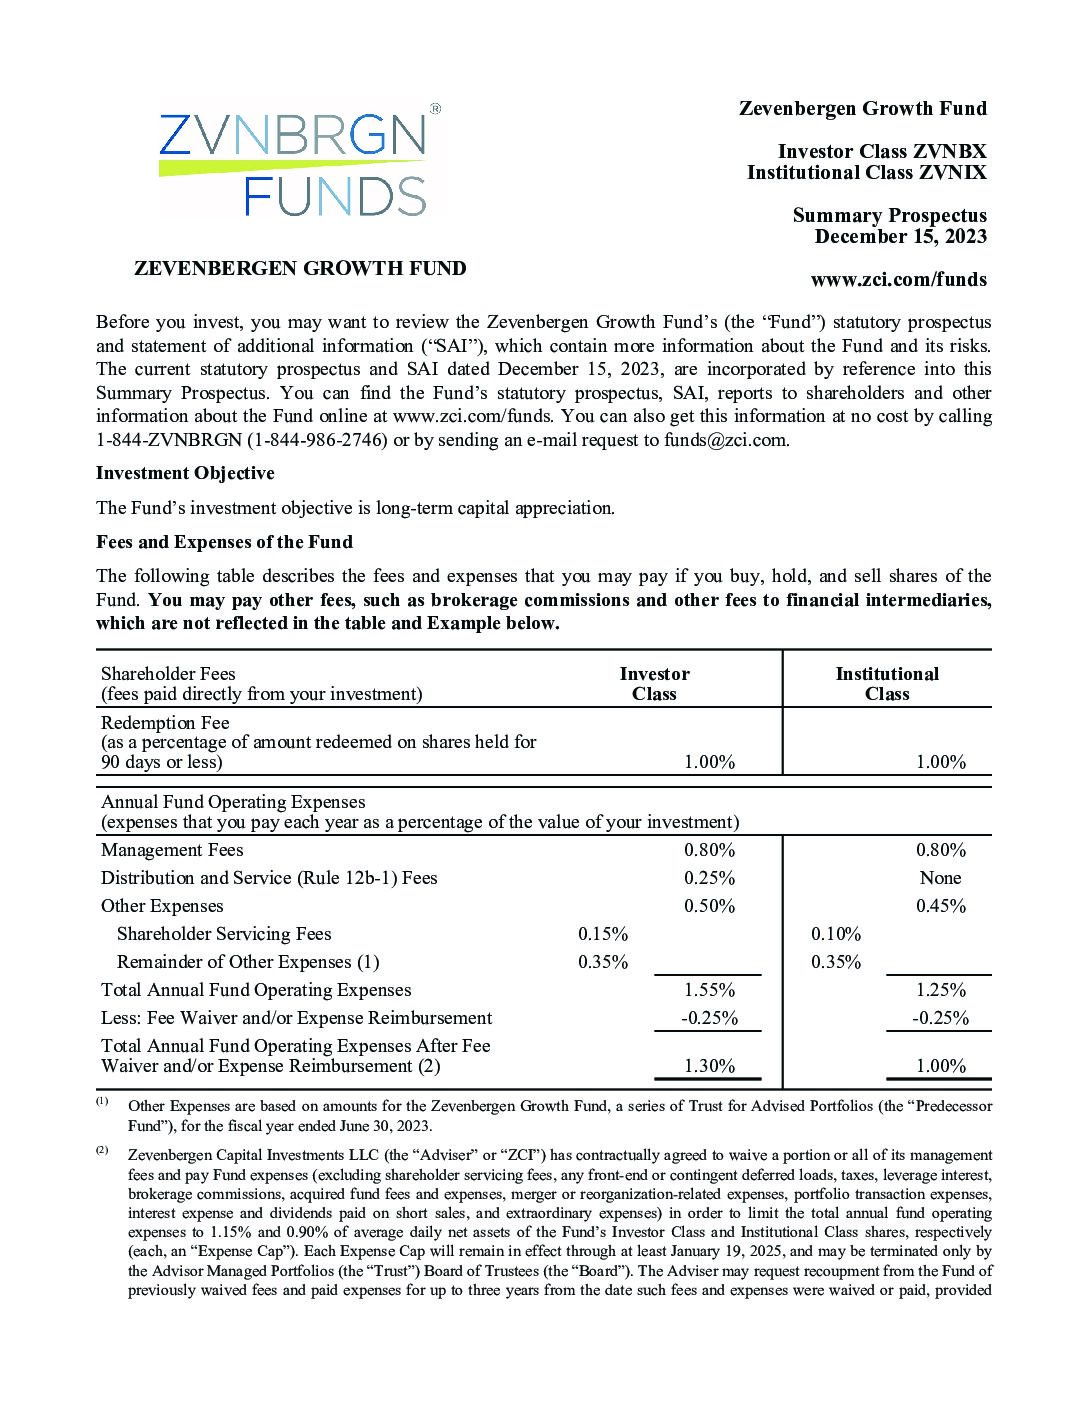 ZVNBRGN®
FUNDS
ZEVENBERGEN GROWTH FUND
Zevenbergen Growth Fund
Investor Class ZVNBX
Institutional Class ZVNIX
Summary Prospectus
December 15, 2023
www.zci.com/funds
Before you invest, you may want to review the Zevenbergen Growth Fund’s (the “Fund”) statutory prospectus
and statement of additional information (“SAI”), which contain more information about the Fund and its risks.
The current statutory prospectus and SAI dated December 15, 2023, are incorporated by reference into this
Summary Prospectus. You can find the Fund’s statutory prospectus, SAI, reports to shareholders and other
information about the Fund online at www.zci.com/funds. You can also get this information at no cost by calling
1-844-ZVNBRGN (1-844-986-2746) or by sending an e-mail request to funds@zci.com.
Investment Objective
The Fund’s investment objective is long-term capital appreciation.
Fees and Expenses of the Fund
The following table describes the fees and expenses that you may pay if you buy, hold, and sell shares of the
Fund. You may pay other fees, such as brokerage commissions and other fees to financial intermediaries,
which are not reflected in the table and Example below.
Shareholder Fees Investor Institutional
(fees paid directly from your investment) Class Class
Redemption Fee
(as a percentage of amount redeemed on shares held for
90 days or less) 1.00% 1.00%
Annual Fund Operating Expenses
(expenses that you pay each year as a percentage of the value of your investment)
Management Fees 0.80% 0.80%
Distribution and Service (Rule 12b-1) Fees 0.25% None
Other Expenses 0.50% 0.45%
Shareholder Servicing Fees 0.15% 0.10%
Remainder of Other Expenses (1) 0.35% 0.35%
Total Annual Fund Operating Expenses 1.55% 1.25%
Less: Fee Waiver and/or Expense Reimbursement -0.25% -0.25%
Total Annual Fund Operating Expenses After Fee
Waiver and/or Expense Reimbursement (2) 1.30% 1.00%
(1) Other Expenses are based on amounts for the Zevenbergen Growth Fund, a series of Trust for Advised Portfolios (the “Predecessor
Fund”), for the fiscal year ended June 30, 2023.
(2) Zevenbergen Capital Investments LLC (the “Adviser” or “ZCI”) has contractually agreed to waive a portion or all of its management
fees and pay Fund expenses (excluding shareholder servicing fees, any front-end or contingent deferred loads, taxes, leverage interest,
brokerage commissions, acquired fund fees and expenses, merger or reorganization-related expenses, portfolio transaction expenses,
interest expense and dividends paid on short sales, and extraordinary expenses) in order to limit the total annual fund operating
expenses to 1.15% and 0.90% of average daily net assets of the Fund’s Investor Class and Institutional Class shares, respectively
(each, an “Expense Cap”). Each Expense Cap will remain in effect through at least January 19, 2025, and may be terminated only by
the Advisor Managed Portfolios (the “Trust”) Board of Trustees (the “Board”). The Adviser may request recoupment from the Fund of
previously waived fees and paid expenses for up to three years from the date such fees and expenses were waived or paid, provided